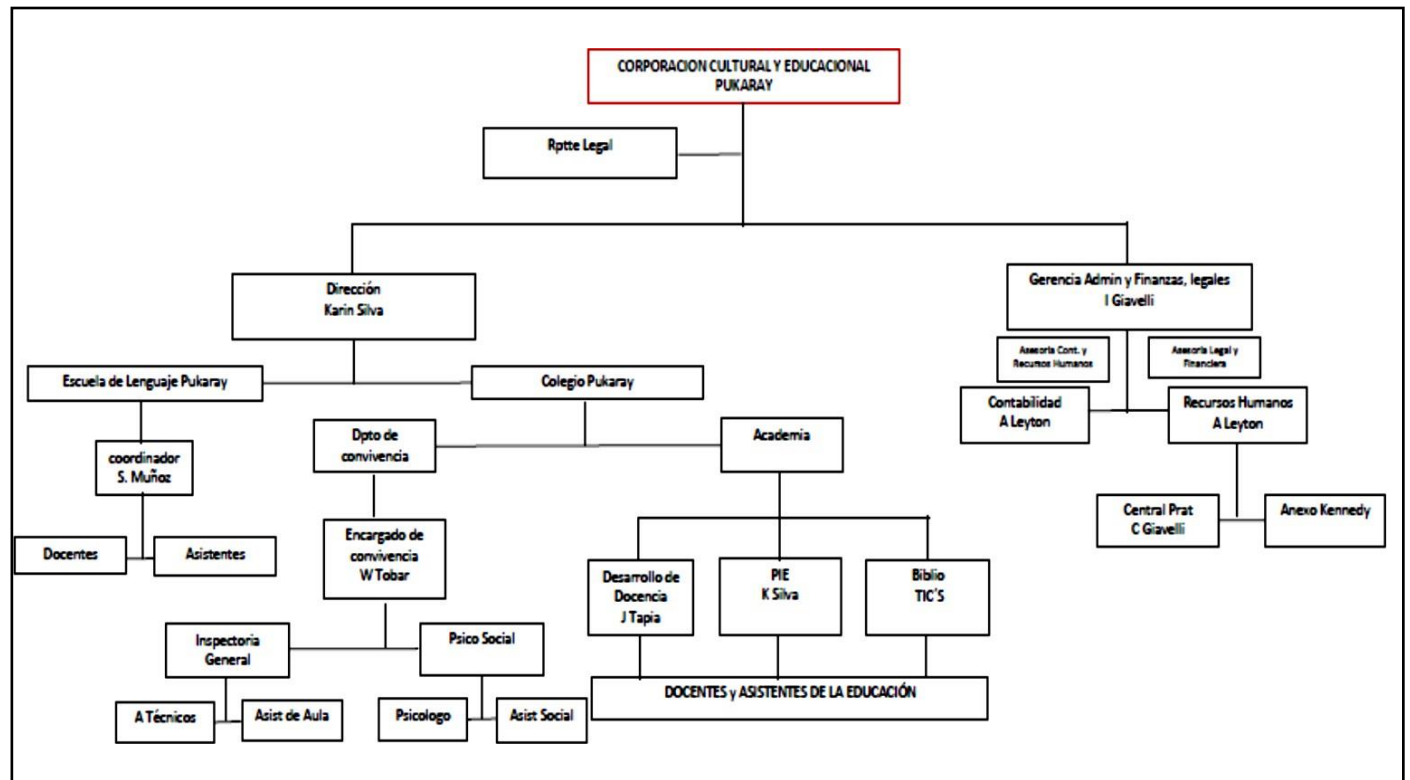 CORPORACION CULTURAL Y EDUCACIONAL
PUKARAY
Rptte Legal
Dirección
Karin Silva
Gerencia Admin y Finanzas, legales
I Giavelli
Asesoria Cont. y
Recursos Humanos
Asesoria Legal y
Financiera
Escuela de Lenguaje Pukaray
Colegio Pukaray
Contabilidad
A Leyton
Recursos Humanos
A Leyton
coordinador
S. Muñoz
Dpto de
convivencia
Academia
Central Prat
C Giavelli
Anexo Kennedy
Docentes
Asistentes
Encargado de
convivencia
W Tobar
Desarrollo de
Docencia
J Tapia
PIE
K Silva
Biblio
TIC'S
Inspectoria
General
Psico Social
DOCENTES y ASISTENTES DE LA EDUCACIÓN
A Técnicos
Asist de Aula
Psicologo
Asist Social